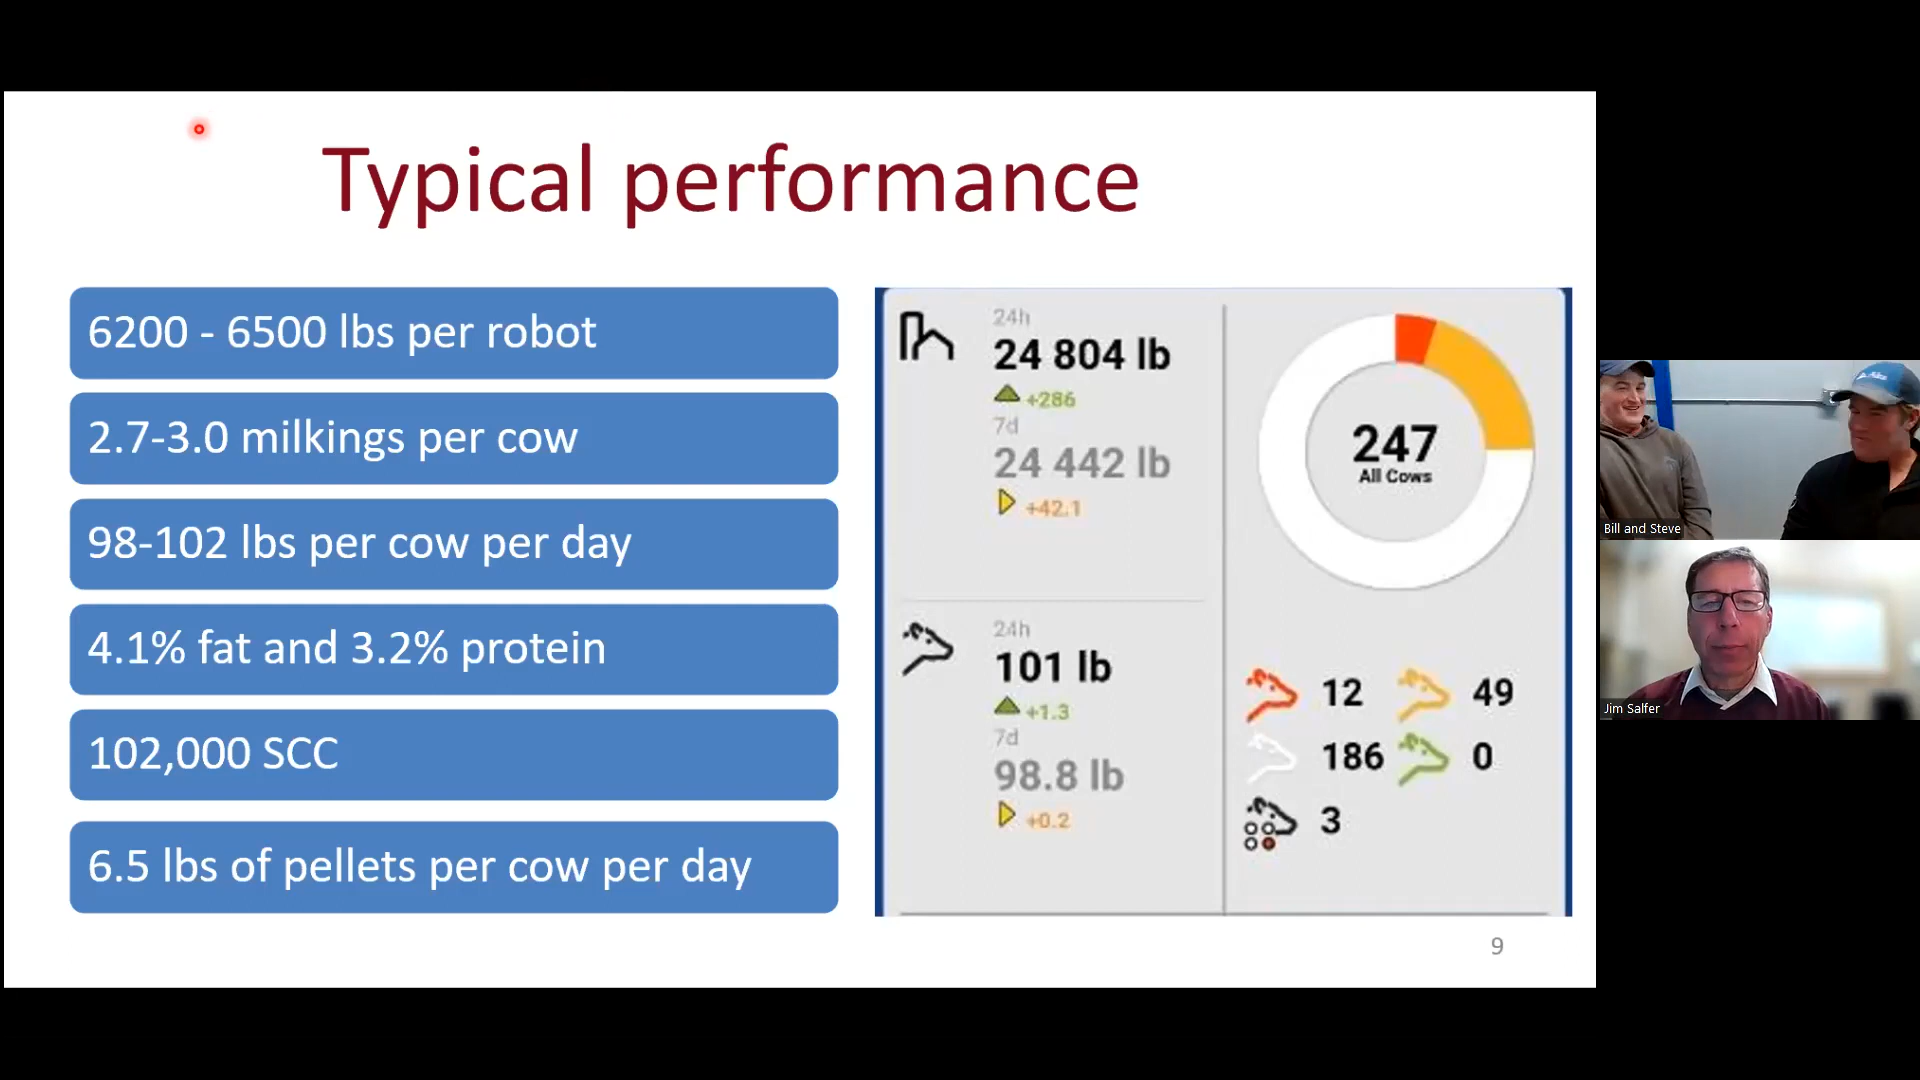 Typical performance
6200 - 6500 lbs per robot
2.7-3.0 milkings per cow
98-102 lbs per cow per day
4.1% fat and 3.2% protein
102,000 SCC
6.5 lbs of pellets per cow per day
24h
24 804 lb
+286
7d
24 442 lb
+42.1
24h
101 lb
+1.3
7d
98.8 lb
+0.2
247
All Cows
12 49
186 0
3
9
Bill and Steve
Jim Salfer